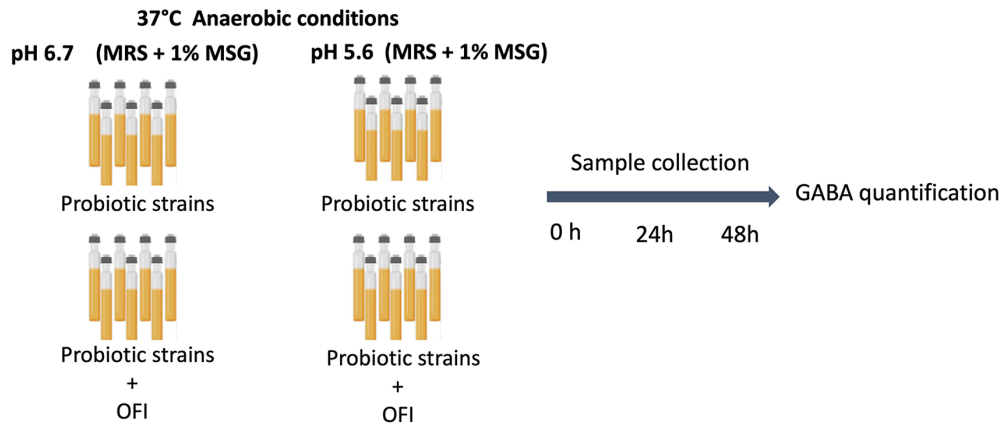 37°C Anaerobic conditions
pH 6.7 (MRS + 1% MSG)
pH 5.6 (MRS + 1% MSG)
Probiotic strains
Probiotic strains
Sample collection
0 h 24h 48h
GABA quantification
Probiotic strains
+
OFI
Probiotic strains
+
OFI